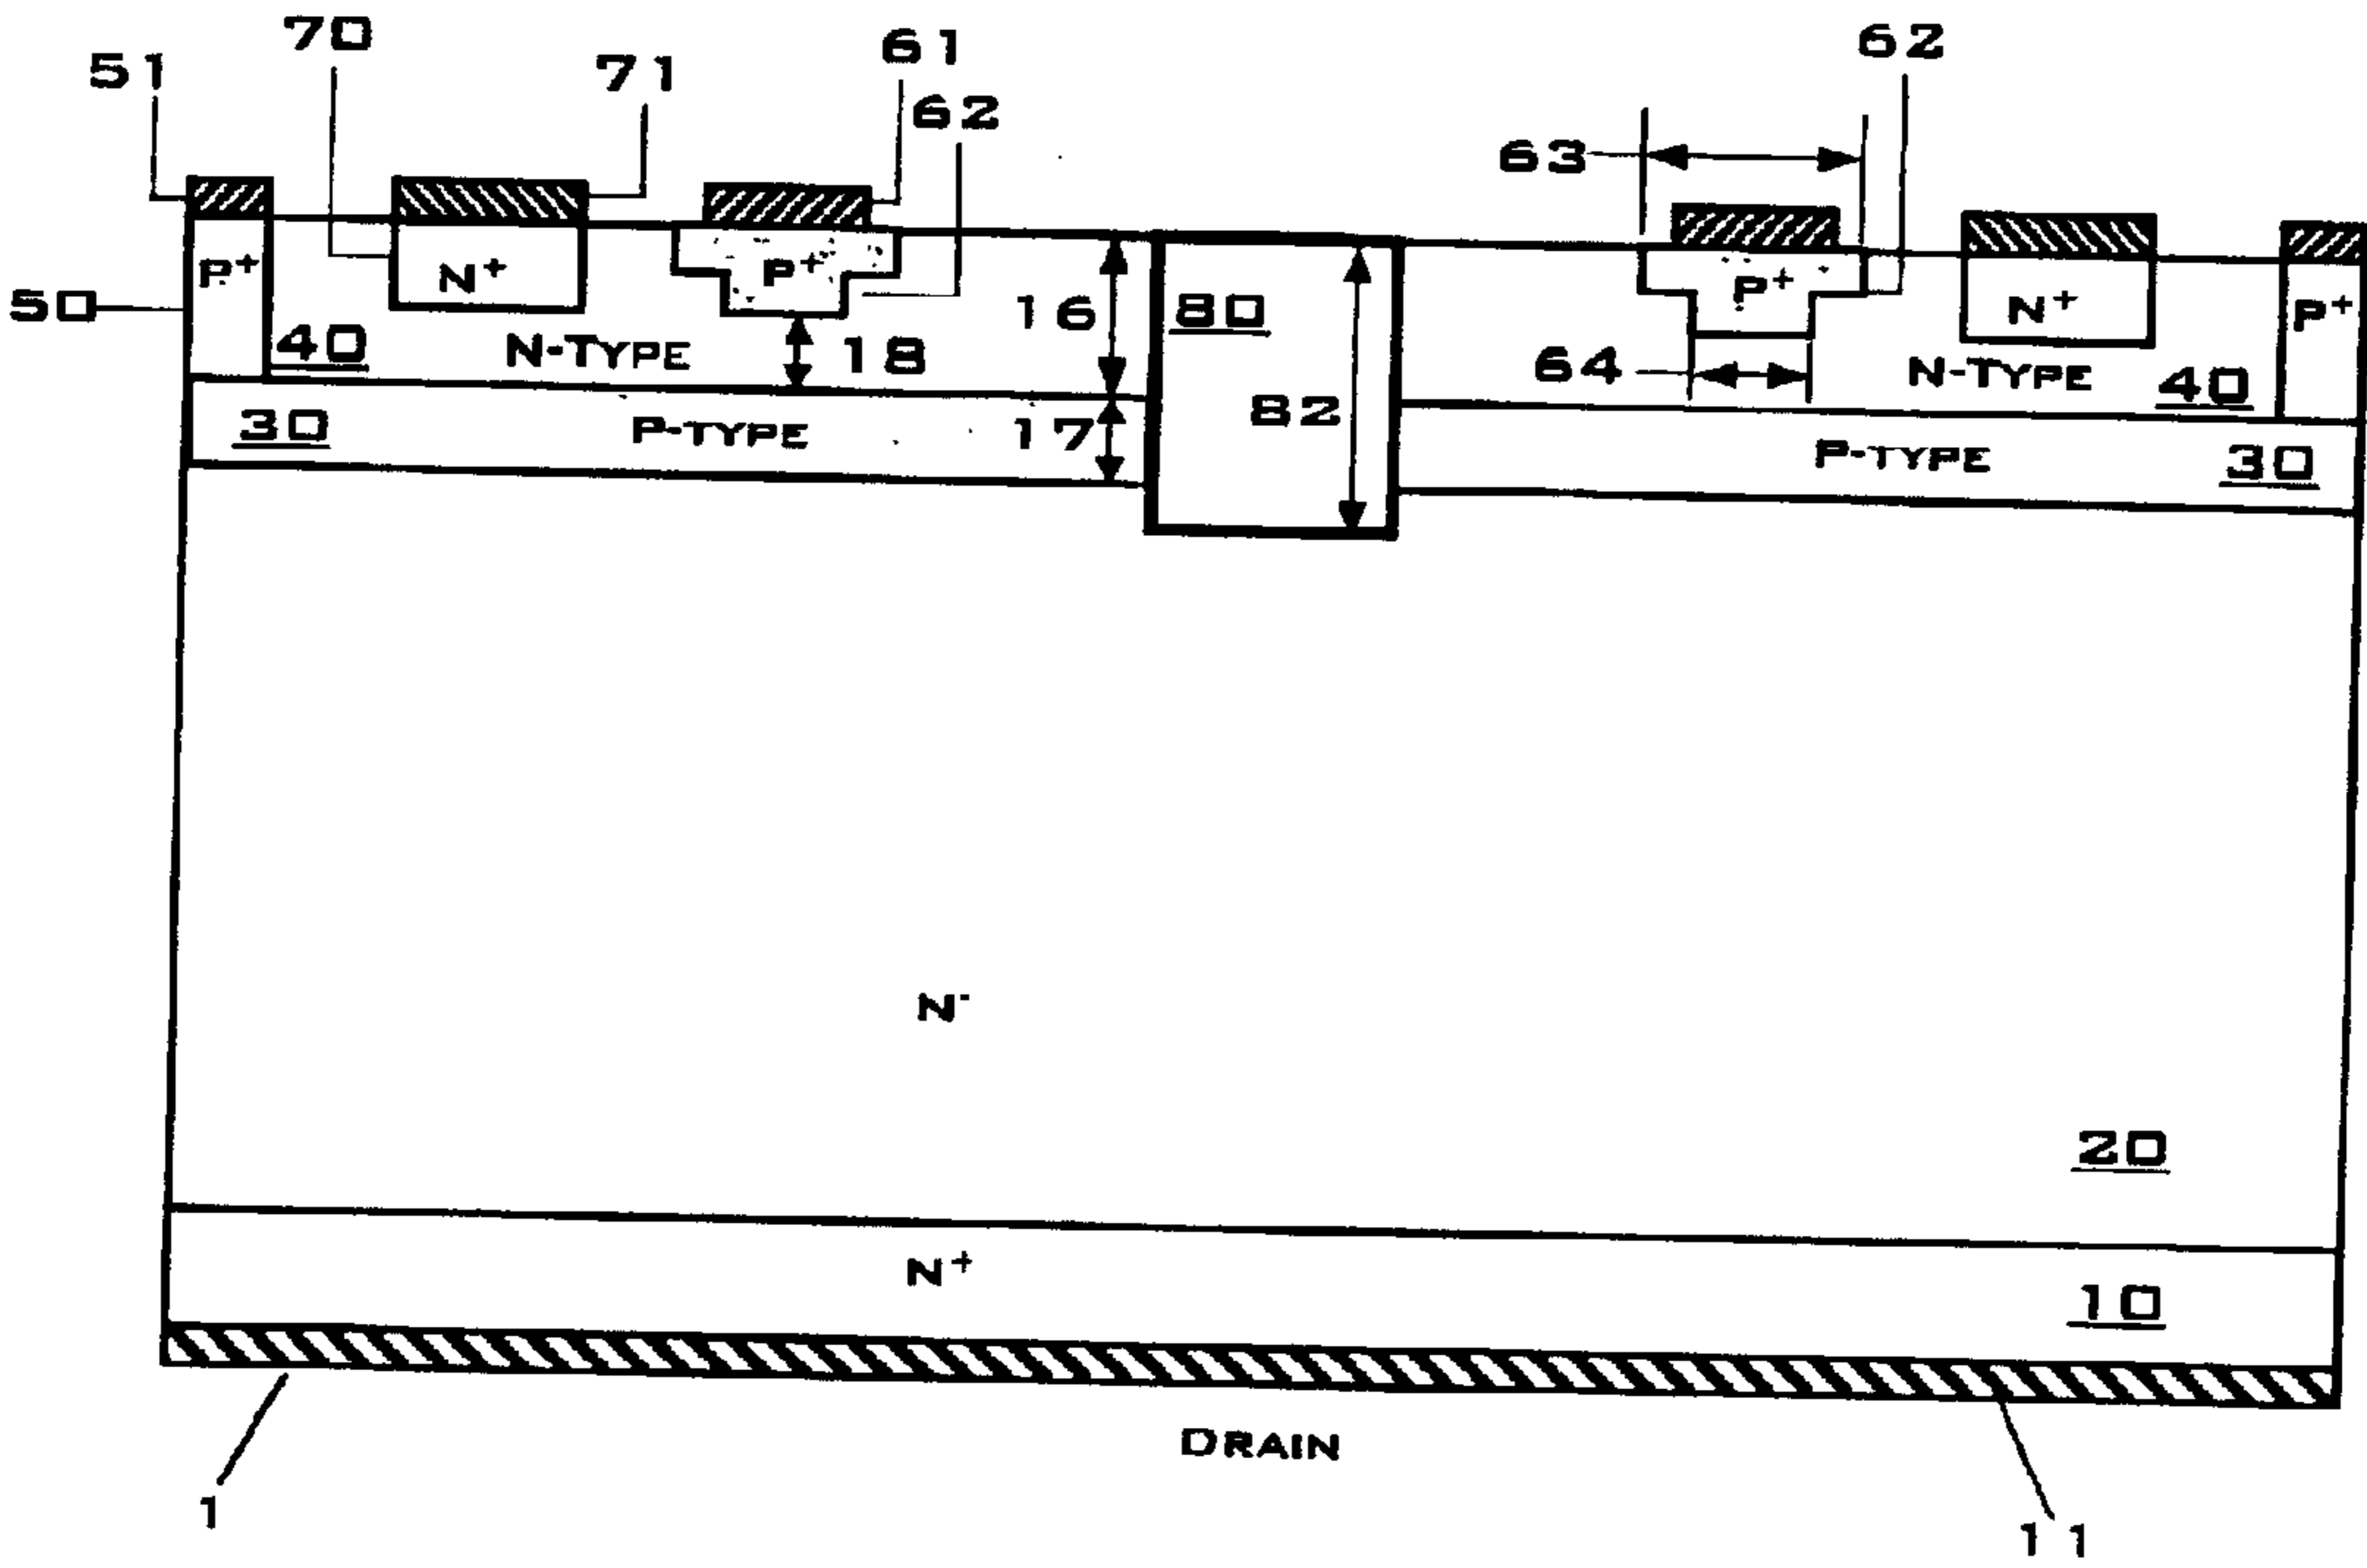 51 70 71 61 62
63 62
P+ N+ P+ P+ N+ P+
50 40 N-TYPE 18 16 80 82 64 N-TYPE 40
30 P-TYPE 17 P-TYPE 30
N-
20
N+ 10
DRAIN
1 11